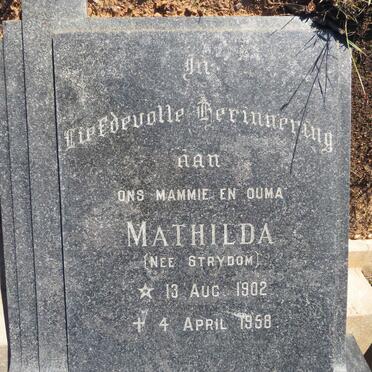 In
Liefdevolle Herinnering
aan
ONS MAMMIE EN OUMA
MATHILDA
(NEE STRYDOM)
☆ 13 AUG. 1902
✝ 4 APRIL 1958